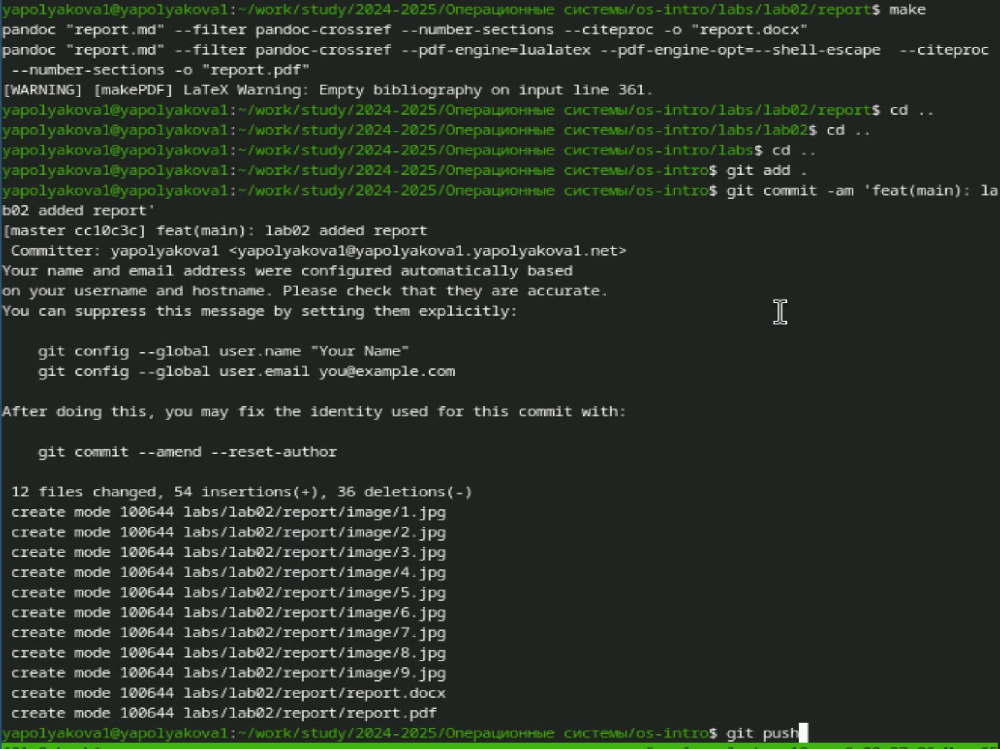 yapolyakova1@yapolyakova1:~/work/study/2024-2025/Операционные системы/os-intro/labs/lab02/report$ make
pandoc "report.md" --filter pandoc-crossref --number-sections --citeproc -o "report.docx"
pandoc "report.md" --filter pandoc-crossref --pdf-engine=lualatex --pdf-engine-opt=--shell-escape  --citeproc
 --number-sections -o "report.pdf"
[WARNING] [makePDF] LaTeX Warning: Empty bibliography on input line 361.
yapolyakova1@yapolyakova1:~/work/study/2024-2025/Операционные системы/os-intro/labs/lab02/report$ cd ..
yapolyakova1@yapolyakova1:~/work/study/2024-2025/Операционные системы/os-intro/labs/lab02$ cd ..
yapolyakova1@yapolyakova1:~/work/study/2024-2025/Операционные системы/os-intro/labs$ cd ..
yapolyakova1@yapolyakova1:~/work/study/2024-2025/Операционные системы/os-intro$ git add .
yapolyakova1@yapolyakova1:~/work/study/2024-2025/Операционные системы/os-intro$ git commit -am 'feat(main): la
b02 added report'
[master cc10c3c] feat(main): lab02 added report
 Committer: yapolyakova1 <yapolyakova1@yapolyakova1.yapolyakova1.net>
Your name and email address were configured automatically based
on your username and hostname. Please check that they are accurate.
You can suppress this message by setting them explicitly:
    git config --global user.name "Your Name"
    git config --global user.email you@example.com
After doing this, you may fix the identity used for this commit with:
    git commit --amend --reset-author
 12 files changed, 54 insertions(+), 36 deletions(-)
 create mode 100644 labs/lab02/report/image/1.jpg
 create mode 100644 labs/lab02/report/image/2.jpg
 create mode 100644 labs/lab02/report/image/3.jpg
 create mode 100644 labs/lab02/report/image/4.jpg
 create mode 100644 labs/lab02/report/image/5.jpg
 create mode 100644 labs/lab02/report/image/6.jpg
 create mode 100644 labs/lab02/report/image/7.jpg
 create mode 100644 labs/lab02/report/image/8.jpg
 create mode 100644 labs/lab02/report/image/9.jpg
 create mode 100644 labs/lab02/report/report.docx
 create mode 100644 labs/lab02/report/report.pdf
yapolyakova1@yapolyakova1:~/work/study/2024-2025/Операционные системы/os-intro$ git push